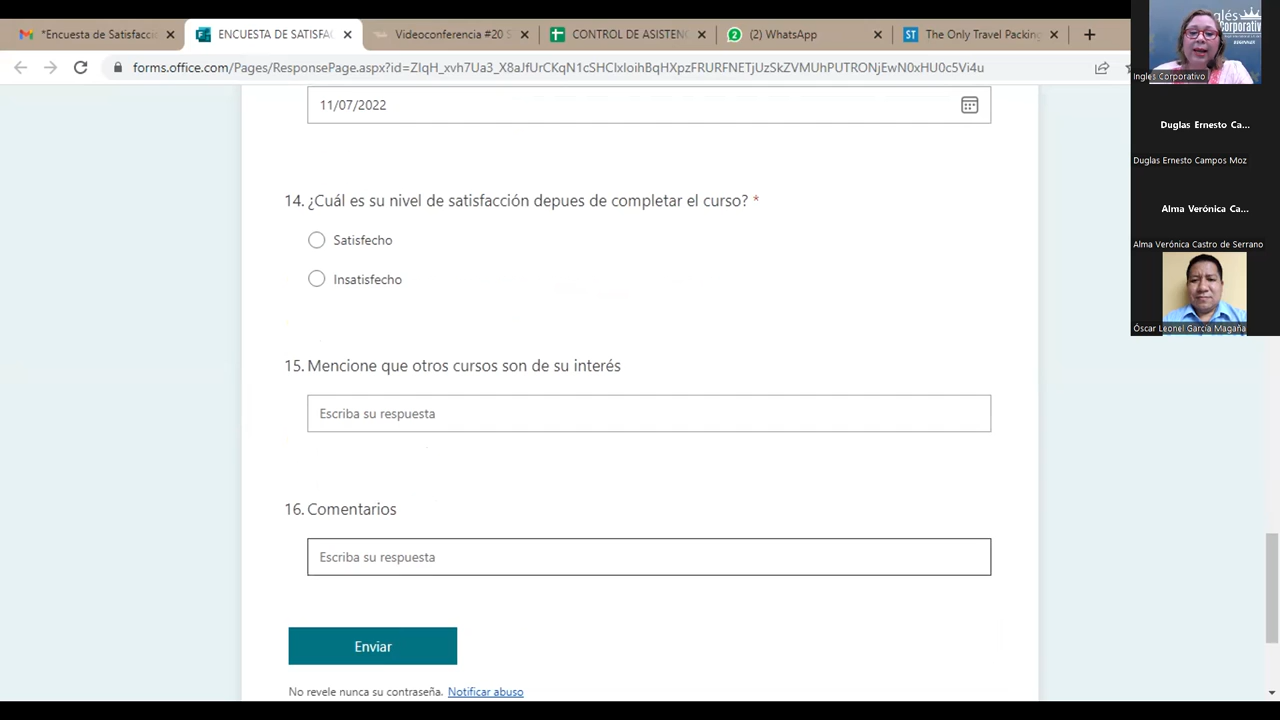 *Encuesta de Satisfacci
ENCUESTA DE SATISFA
Videoconferencia #20 S
CONTROL DE ASISTEN
(2) WhatsApp
The Only Travel Packing
forms.office.com/Pages/ResponsePage.aspx?id=ZIqH_xvh7Ua3_X8afUrCKqN1cSHClxIoihBqHXpzFRURFNETjUzSkZVMUhPUTRONjEwN0xHU0c5Vi4u
Ingles Corporativo
Duglas Ernesto Ca...
Duglas Ernesto Campos Moz
Alma Verónica Ca...
Alma Verónica Castro de Serrano
Óscar Leonel García Magaña
11/07/2022
14. ¿Cuál es su nivel de satisfacción depues de completar el curso? *
Satisfecho
Insatisfecho
15. Mencione que otros cursos son de su interés
Escriba su respuesta
16. Comentarios
Escriba su respuesta
Enviar
No revele nunca su contraseña. Notificar abuso